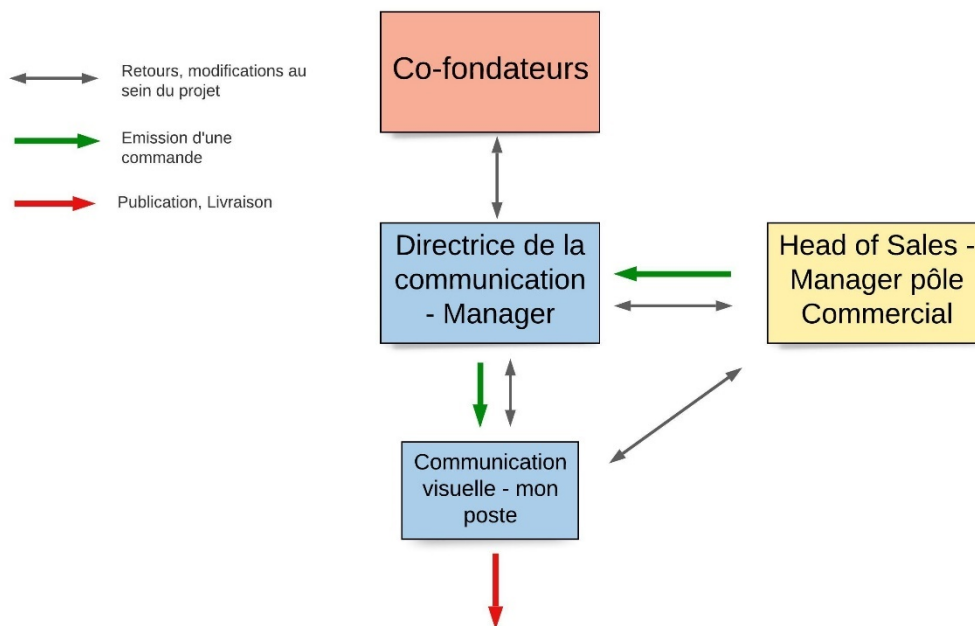 Co-fondateurs
Retours, modifications au
sein du projet
Emission d'une
commande
Publication, Livraison
Directrice de la
communication
- Manager
Head of Sales -
Manager pôle
Commercial
Communication
visuelle - mon
poste